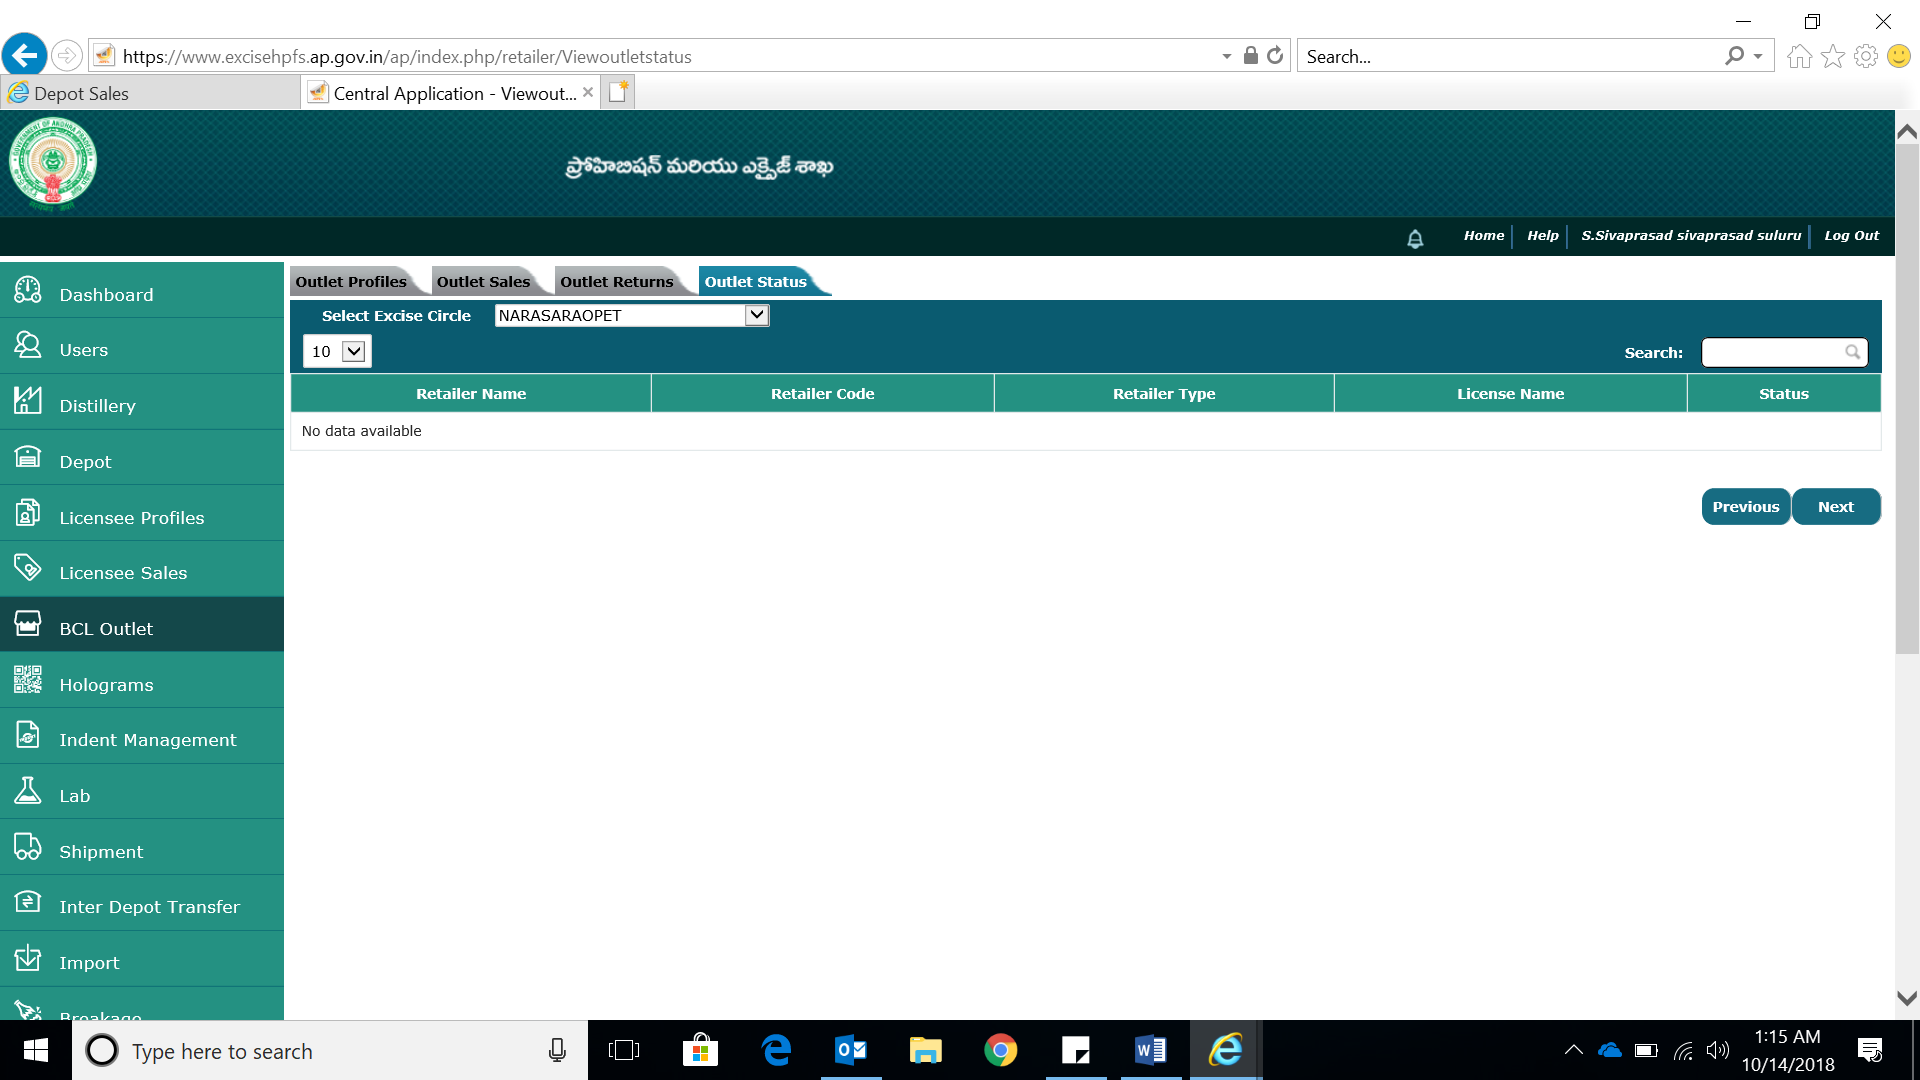 https://www.excisehpfs.ap.gov.in/ap/index.php/retailer/Viewoutletstatus
Search...
Depot Sales
Central Application - Viewout...
ప్రోహిబిషన్ మరియు ఎక్సైజ్ శాఖ
Home Help S.Sivaprasad sivaprasad suluru Log Out
Dashboard
Users
Distillery
Depot
Licensee Profiles
Licensee Sales
BCL Outlet
Holograms
Indent Management
Lab
Shipment
Inter Depot Transfer
Import
Breakage
Outlet Profiles Outlet Sales Outlet Returns Outlet Status
Select Excise Circle NARASARAOPET
10 Search:
Retailer Name Retailer Code Retailer Type License Name Status
No data available
Previous Next
Type here to search
1:15 AM
10/14/2018